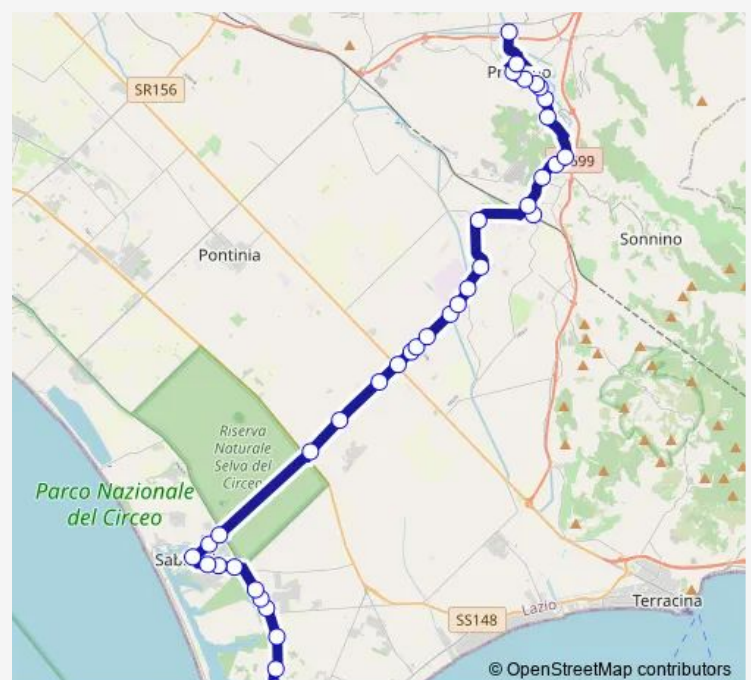 SR156
Sonnino
Pontinia
Riserva
Naturale
Selva del
Circeo
Parco Nazionale
del Circeo
Lazio
Terracina
SS148
© OpenStreetMap contributors